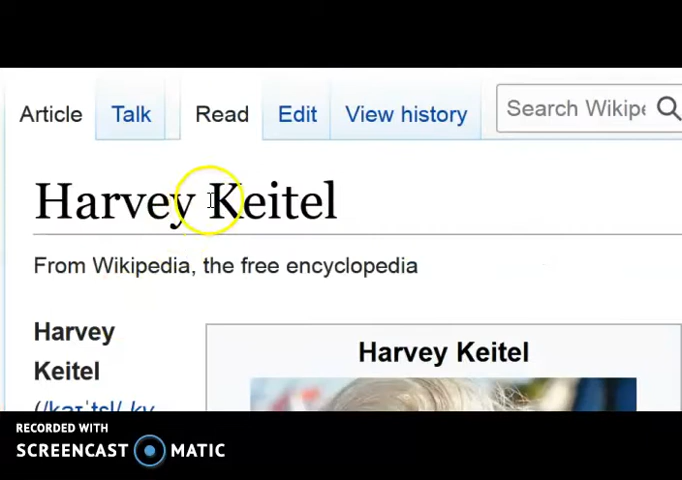 Article Talk Read Edit View history Search Wikipe
Harvey Keitel
From Wikipedia, the free encyclopedia
Harvey
Keitel
Harvey Keitel
RECORDED WITH
SCREENCAST MATIC